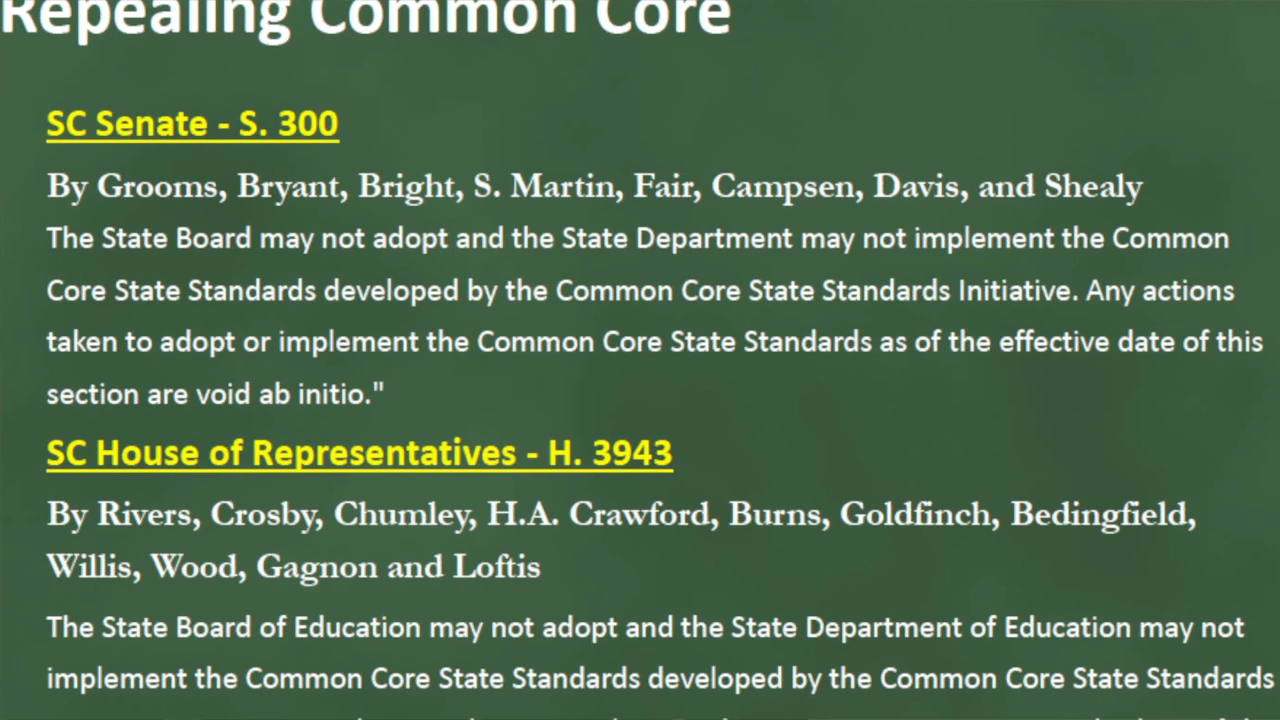 Repealing Common Core
SC Senate - S. 300
By Grooms, Bryant, Bright, S. Martin, Fair, Campsen, Davis, and Shealy
The State Board may not adopt and the State Department may not implement the Common
Core State Standards developed by the Common Core State Standards Initiative. Any actions
taken to adopt or implement the Common Core State Standards as of the effective date of this
section are void ab initio."
SC House of Representatives - H. 3943
By Rivers, Crosby, Chumley, H.A. Crawford, Burns, Goldfinch, Bedingfield,
Willis, Wood, Gagnon and Loftis
The State Board of Education may not adopt and the State Department of Education may not
implement the Common Core State Standards developed by the Common Core State Standards